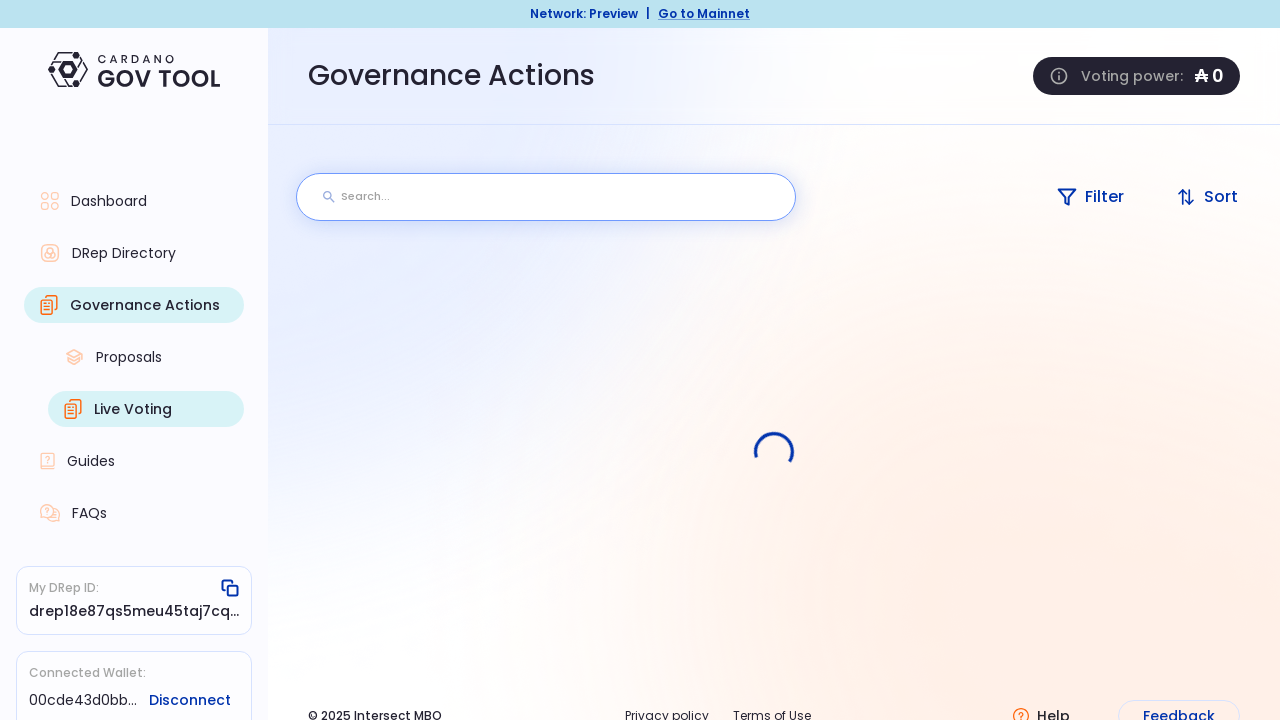 Network: Preview | Go to Mainnet
CARDANO
GOV TOOL
Governance Actions
Voting power: ₳ 0
Search...
Filter
Sort
Dashboard
DRep Directory
Governance Actions
Proposals
Live Voting
Guides
FAQs
My DRep ID:
drep18e87qs5meu45taj7cq...
Connected Wallet:
00cde43d0bb... Disconnect
© 2025 Intersect MBO
Privacy policy
Terms of Use
Help
Feedback